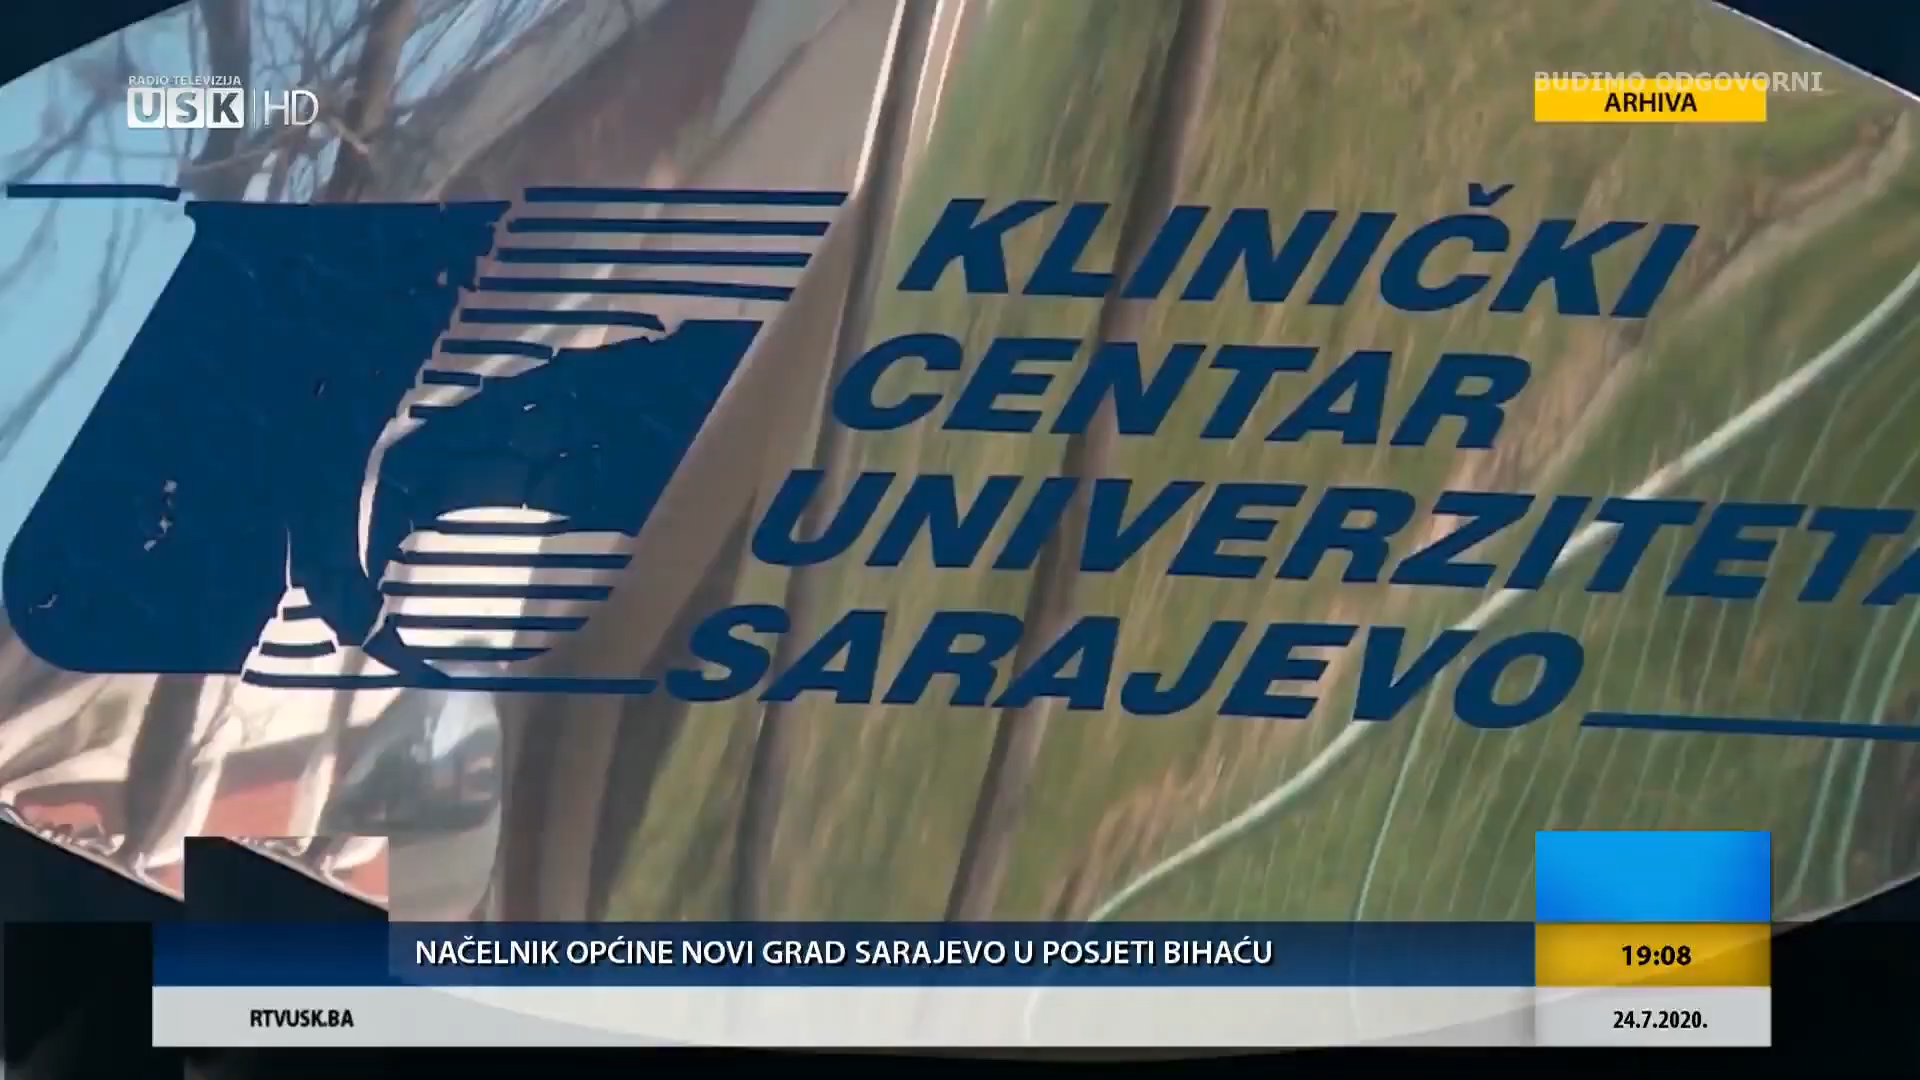 RADIO TELEVIZIJA
USK HD
BUDIMO ODGOVORNI
ARHIVA
KLINIČKI
CENTAR
UNIVERZITETA
SARAJEVO
NAČELNIK OPĆINE NOVI GRAD SARAJEVO U POSJETI BIHAĆU
19:08
RTVUSK.BA
24.7.2020.